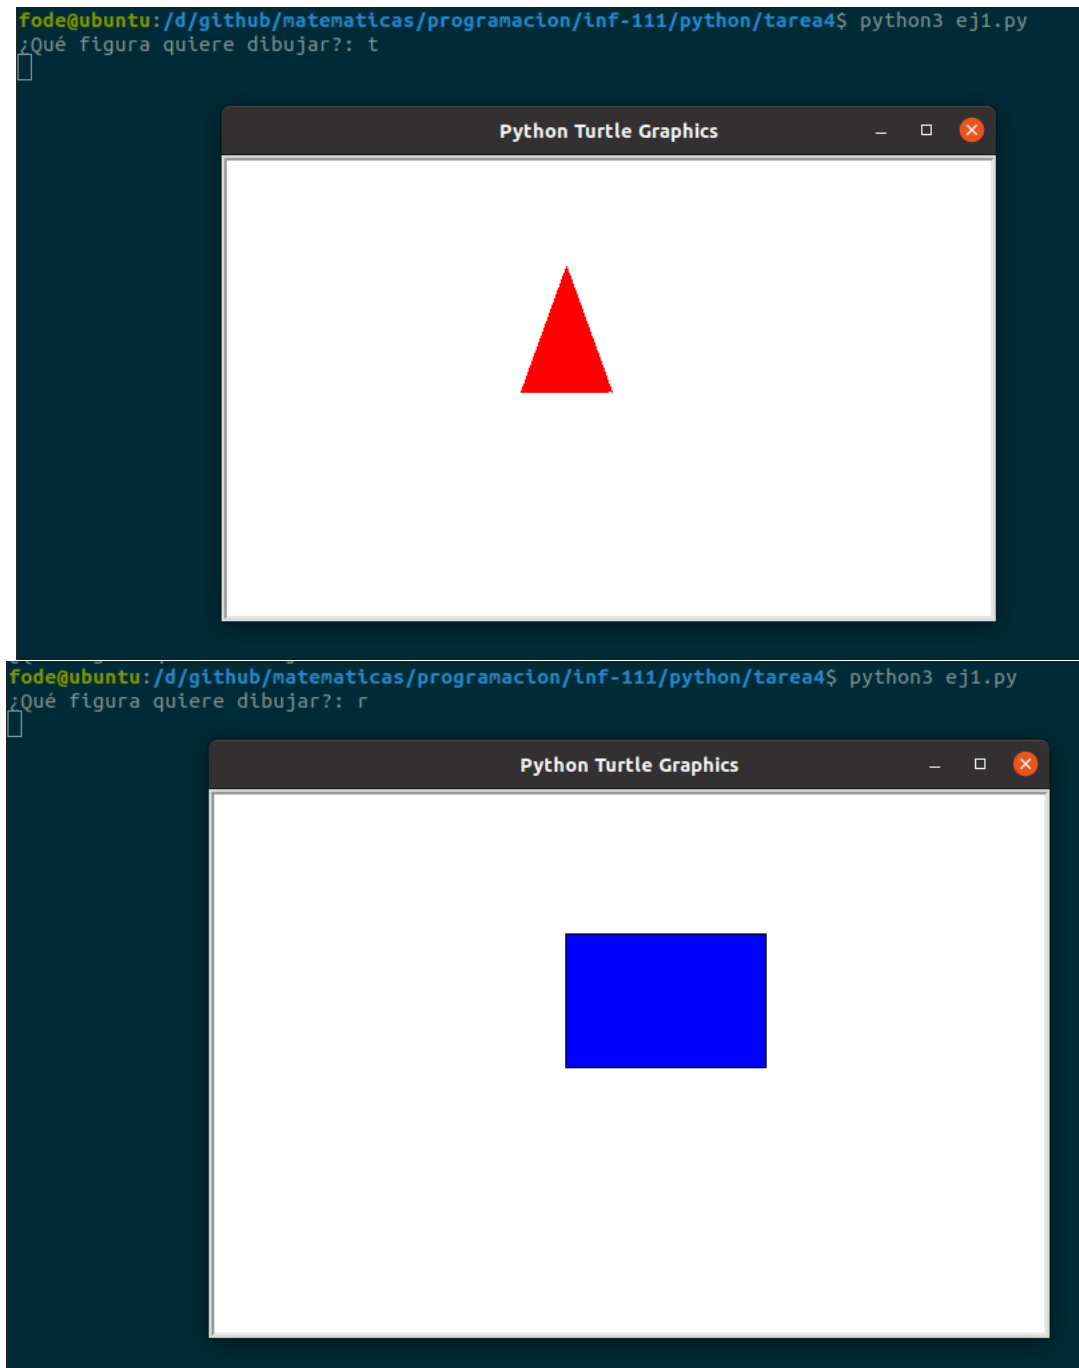 fode@ubuntu:/d/github/matematicas/programacion/inf-111/python/tarea4$ python3 ej1.py
¿Qué figura quiere dibujar?: t
Python Turtle Graphics
fode@ubuntu:/d/github/matematicas/programacion/inf-111/python/tarea4$ python3 ej1.py
¿Qué figura quiere dibujar?: r
Python Turtle Graphics